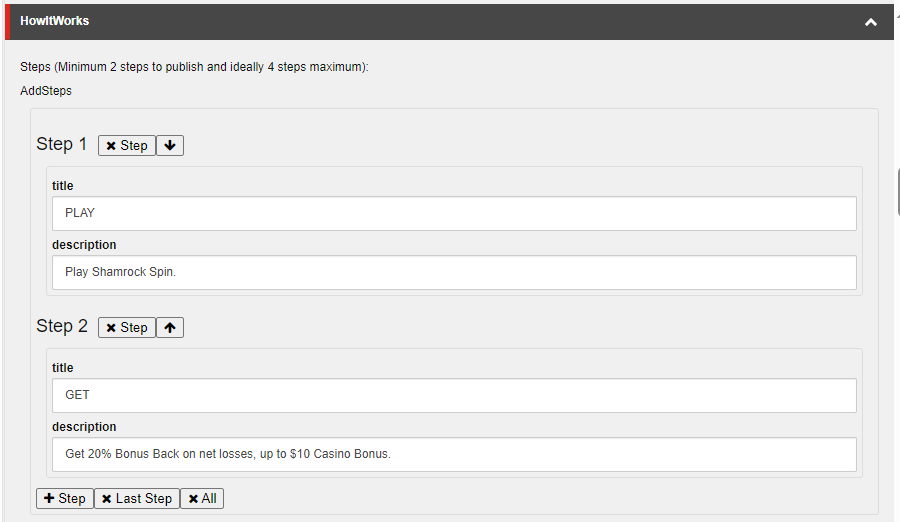 HowItWorks
Steps (Minimum 2 steps to publish and ideally 4 steps maximum):
AddSteps
Step 1 × Step
title
PLAY
description
Play Shamrock Spin.
Step 2 × Step
title
GET
description
Get 20% Bonus Back on net losses, up to $10 Casino Bonus.
+ Step × Last Step × All